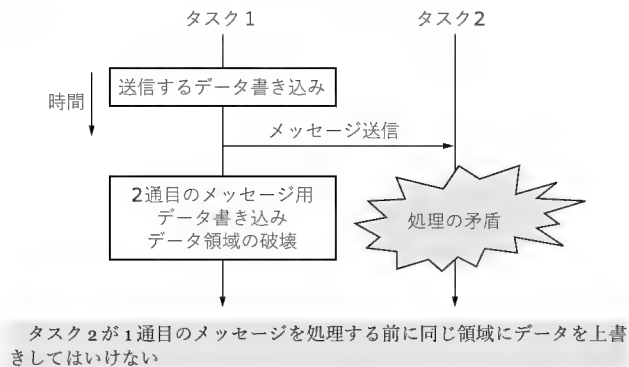 タスク1
タスク2
送信するデータ書き込み
時間
メッセージ送信
2通目のメッセージ用
データ書き込み
データ領域の破壊
処理の矛盾
タスク2が1通目のメッセージを処理する前に同じ領域にデータを上書
きしてはいけない